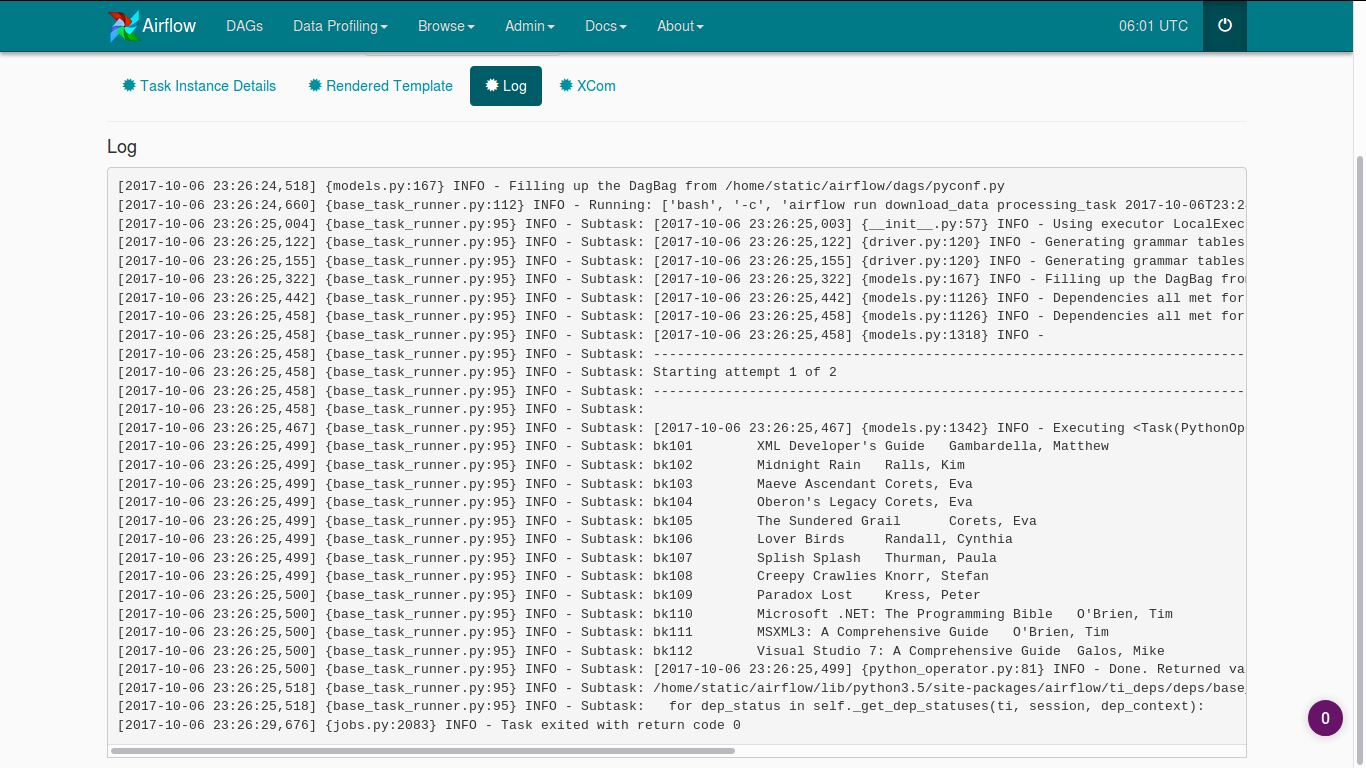 Airflow DAGs Data Profiling Browse Admin Docs About 06:01 UTC
Task Instance Details Rendered Template Log XCom
Log
[2017-10-06 23:26:24,518] {models.py:167} INFO - Filling up the DagBag from /home/static/airflow/dags/pyconf.py
[2017-10-06 23:26:24,660] {base_task_runner.py:112} INFO - Running: ['bash', '-c', 'airflow run download_data processing_task 2017-10-06T23:2
[2017-10-06 23:26:25,004] {base_task_runner.py:95} INFO - Subtask: [2017-10-06 23:26:25,003] {__init__.py:57} INFO - Using executor LocalExec
[2017-10-06 23:26:25,122] {base_task_runner.py:95} INFO - Subtask: [2017-10-06 23:26:25,122] {driver.py:120} INFO - Generating grammar tables
[2017-10-06 23:26:25,155] {base_task_runner.py:95} INFO - Subtask: [2017-10-06 23:26:25,155] {driver.py:120} INFO - Generating grammar tables
[2017-10-06 23:26:25,322] {base_task_runner.py:95} INFO - Subtask: [2017-10-06 23:26:25,322] {models.py:167} INFO - Filling up the DagBag fro
[2017-10-06 23:26:25,442] {base_task_runner.py:95} INFO - Subtask: [2017-10-06 23:26:25,442] {models.py:1126} INFO - Dependencies all met for
[2017-10-06 23:26:25,458] {base_task_runner.py:95} INFO - Subtask: [2017-10-06 23:26:25,458] {models.py:1126} INFO - Dependencies all met for
[2017-10-06 23:26:25,458] {base_task_runner.py:95} INFO - Subtask: [2017-10-06 23:26:25,458] {models.py:1318} INFO -
[2017-10-06 23:26:25,458] {base_task_runner.py:95} INFO - Subtask: --------------------------------------------------------------------------
[2017-10-06 23:26:25,458] {base_task_runner.py:95} INFO - Subtask: Starting attempt 1 of 2
[2017-10-06 23:26:25,458] {base_task_runner.py:95} INFO - Subtask: --------------------------------------------------------------------------
[2017-10-06 23:26:25,458] {base_task_runner.py:95} INFO - Subtask:
[2017-10-06 23:26:25,467] {base_task_runner.py:95} INFO - Subtask: [2017-10-06 23:26:25,467] {models.py:1342} INFO - Executing <Task(PythonOp
[2017-10-06 23:26:25,499] {base_task_runner.py:95} INFO - Subtask: bk101 XML Developer's Guide Gambardella, Matthew
[2017-10-06 23:26:25,499] {base_task_runner.py:95} INFO - Subtask: bk102 Midnight Rain Ralls, Kim
[2017-10-06 23:26:25,499] {base_task_runner.py:95} INFO - Subtask: bk103 Maeve Ascendant Corets, Eva
[2017-10-06 23:26:25,499] {base_task_runner.py:95} INFO - Subtask: bk104 Oberon's Legacy Corets, Eva
[2017-10-06 23:26:25,499] {base_task_runner.py:95} INFO - Subtask: bk105 The Sundered Grail Corets, Eva
[2017-10-06 23:26:25,499] {base_task_runner.py:95} INFO - Subtask: bk106 Lover Birds Randall, Cynthia
[2017-10-06 23:26:25,499] {base_task_runner.py:95} INFO - Subtask: bk107 Splish Splash Thurman, Paula
[2017-10-06 23:26:25,499] {base_task_runner.py:95} INFO - Subtask: bk108 Creepy Crawlies Knorr, Stefan
[2017-10-06 23:26:25,500] {base_task_runner.py:95} INFO - Subtask: bk109 Paradox Lost Kress, Peter
[2017-10-06 23:26:25,500] {base_task_runner.py:95} INFO - Subtask: bk110 Microsoft .NET: The Programming Bible O'Brien, Tim
[2017-10-06 23:26:25,500] {base_task_runner.py:95} INFO - Subtask: bk111 MSXML3: A Comprehensive Guide O'Brien, Tim
[2017-10-06 23:26:25,500] {base_task_runner.py:95} INFO - Subtask: bk112 Visual Studio 7: A Comprehensive Guide Galos, Mike
[2017-10-06 23:26:25,500] {base_task_runner.py:95} INFO - Subtask: [2017-10-06 23:26:25,499] {python_operator.py:81} INFO - Done. Returned va
[2017-10-06 23:26:25,518] {base_task_runner.py:95} INFO - Subtask: /home/static/airflow/lib/python3.5/site-packages/airflow/ti_deps/deps/base_
[2017-10-06 23:26:25,518] {base_task_runner.py:95} INFO - Subtask: for dep_status in self._get_dep_statuses(ti, session, dep_context):
[2017-10-06 23:26:29,676] {jobs.py:2083} INFO - Task exited with return code 0
0